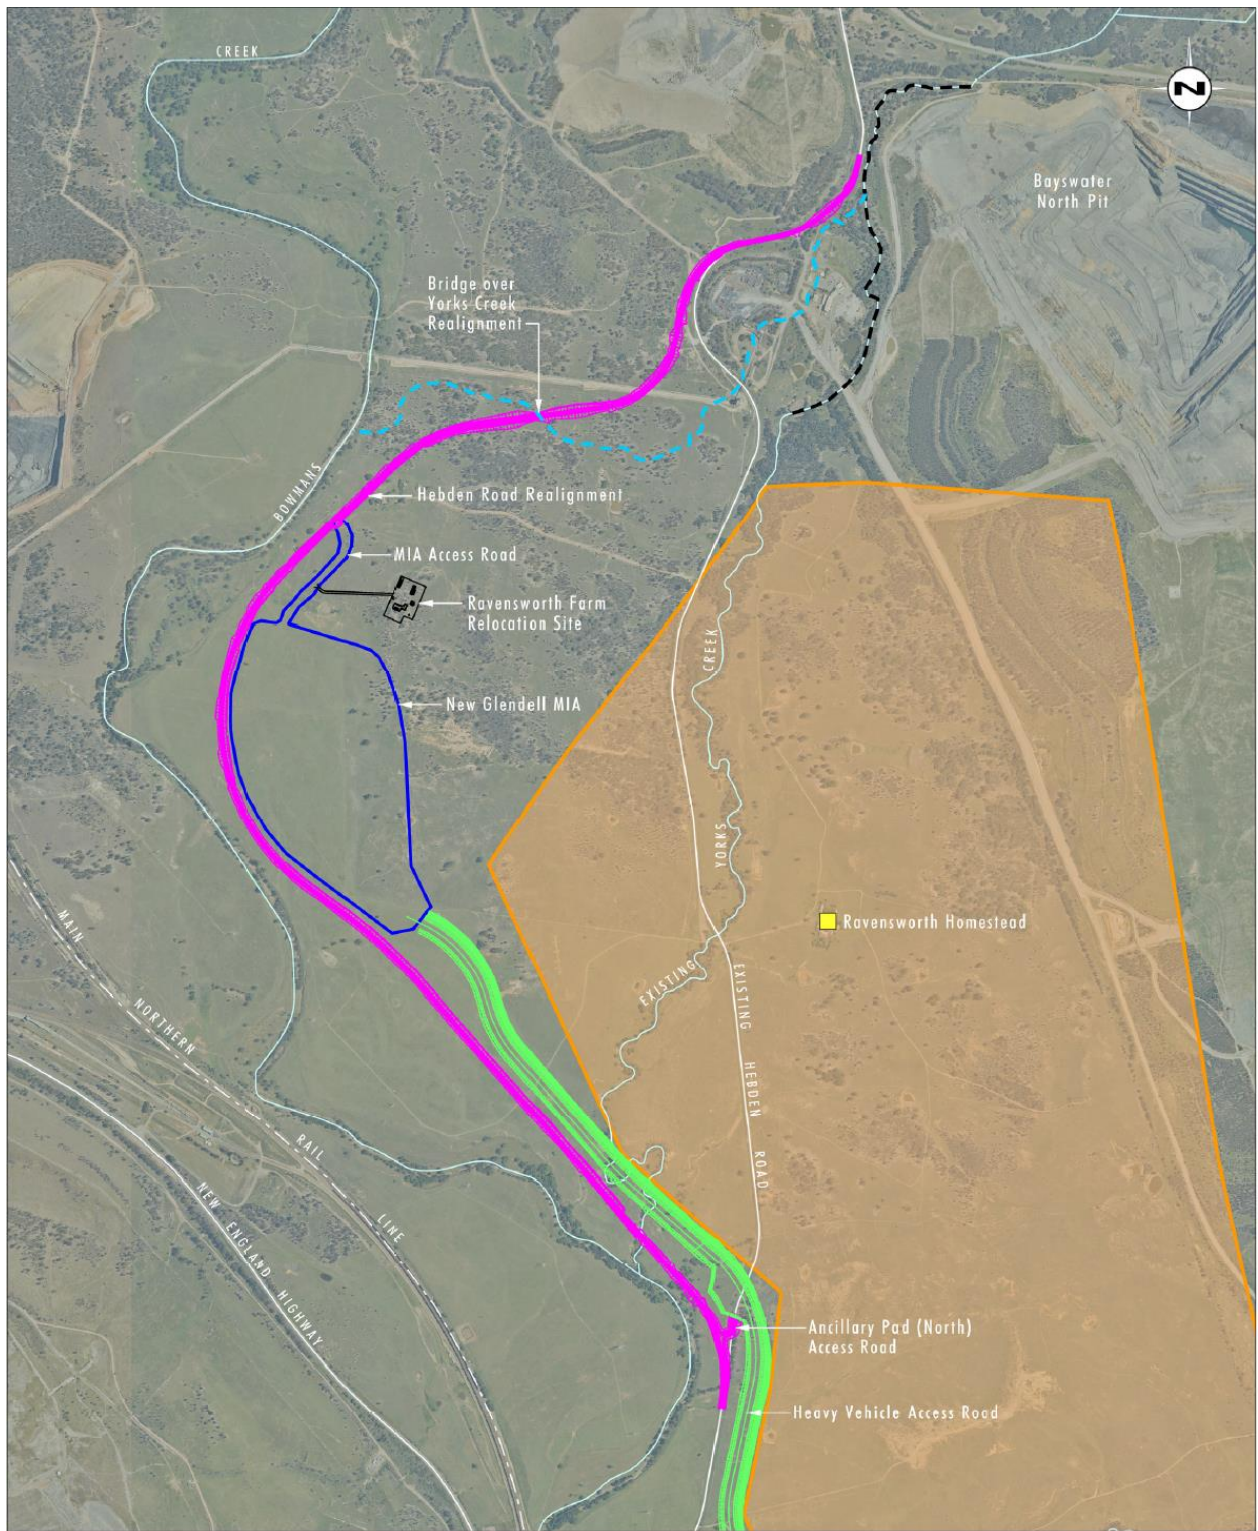 CREEK
N
Bayswater
North Pit
Bridge over
Yorks Creek
Realignment
BOWMANS
Hebden Road Realignment
MIA Access Road
Ravensworth Farm
Relocation Site
CREEK
New Glendell MIA
YORKS
Ravensworth Homestead
MAIN
EXISTING
EXISTING
NORTHERN
HEBDEN
RAIL
ROAD
NEW ENGLAND HIGHWAY
LINE
Ancillary Pad (North)
Access Road
Heavy Vehicle Access Road